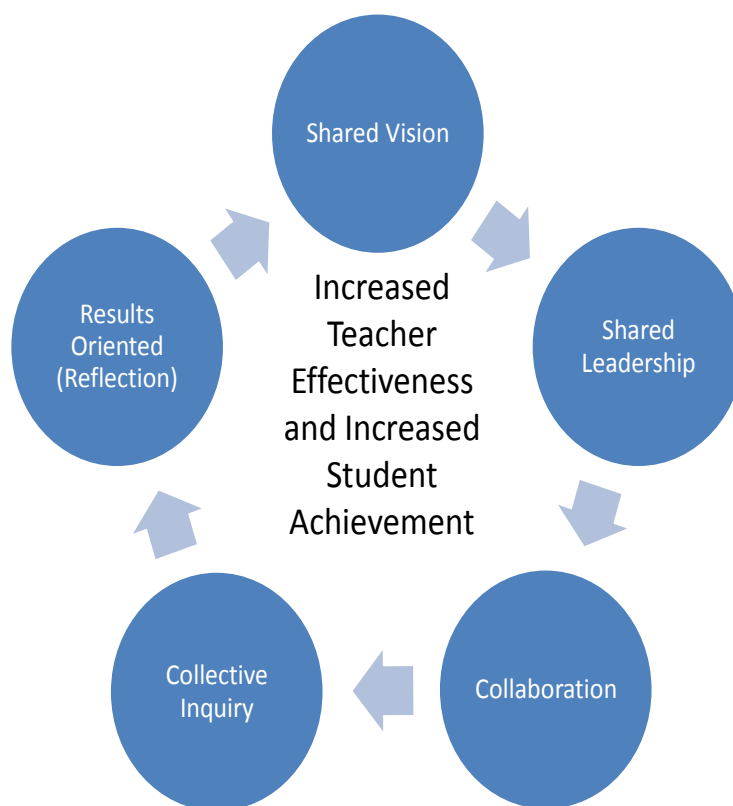 Shared Vision
Shared
Leadership
Collaboration
Collective
Inquiry
Results
Oriented
(Reflection)
Increased
Teacher
Effectiveness
and Increased
Student
Achievement